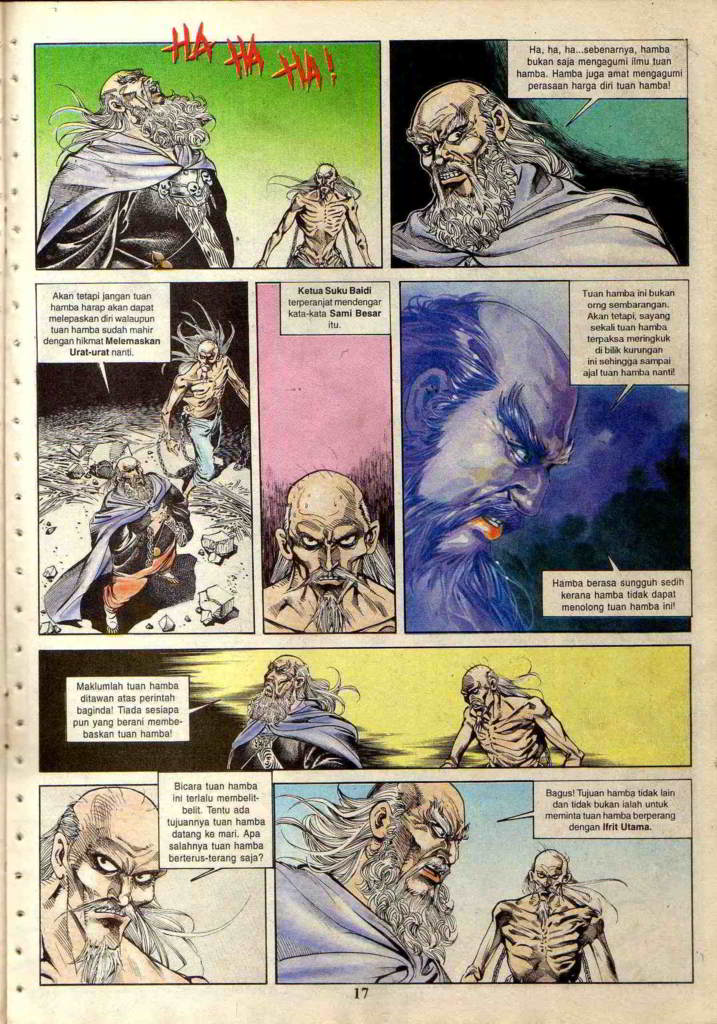 HA HA HA!
Ha, ha, ha...sebenarnya, hamba
bukan saja mengagumi ilmu tuan
hamba. Hamba juga amat mengagumi
perasaan harga diri tuan hamba!
Akan tetapi jangan tuan
hamba harap akan dapat
melepaskan diri walaupun
tuan hamba sudah mahir
dengan hikmat Melemaskan
Urat-urat nanti.
Ketua Suku Baidi
terperanjat mendengar
kata-kata Sami Besar
itu.
Tuan hamba ini bukan
orng sembarangan.
Akan tetapi, sayang
sekali tuan hamba
terpaksa meringkuk
di bilik kurungan
ini sehingga sampai
ajal tuan hamba nanti!
Hamba berasa sungguh sedih
kerana hamba tidak dapat
menolong tuan hamba ini!
Maklumlah tuan hamba
ditawan atas perintah
baginda! Tiada sesiapa
pun yang berani membe-
baskan tuan hamba!
Bicara tuan hamba
ini terlalu membelit-
belit. Tentu ada
tujuannya tuan hamba
datang ke mari. Apa
salahnya tuan hamba
berterus-terang saja?
Bagus! Tujuan hamba tidak lain
dan tidak bukan ialah untuk
meminta tuan hamba berperang
dengan Ifrit Utama.
17